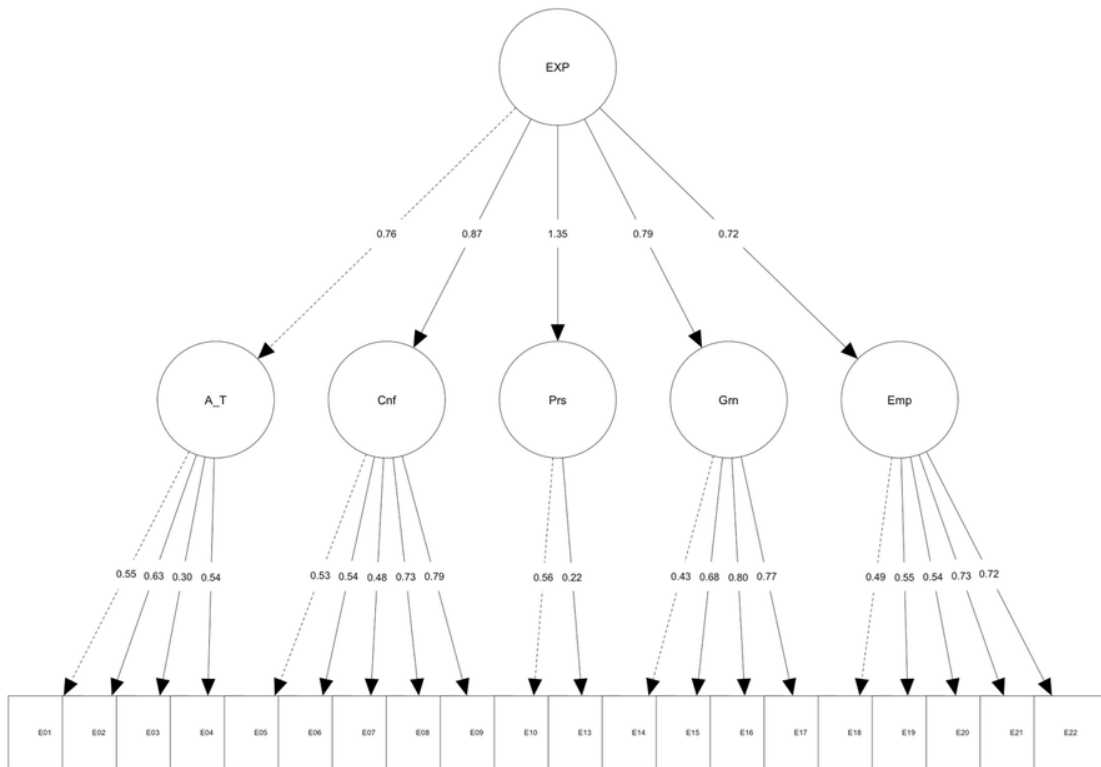 EXP
0.76 0.87 1.35 0.79 0.72
A_T Cnf Prs Grn Emp
0.55 0.63 0.30 0.54 0.53 0.54 0.48 0.73 0.79 0.56 0.22 0.43 0.68 0.80 0.77 0.49 0.55 0.54 0.73 0.72
E01 E02 E03 E04 E05 E06 E07 E08 E09 E10 E13 E14 E15 E16 E17 E18 E19 E20 E21 E22